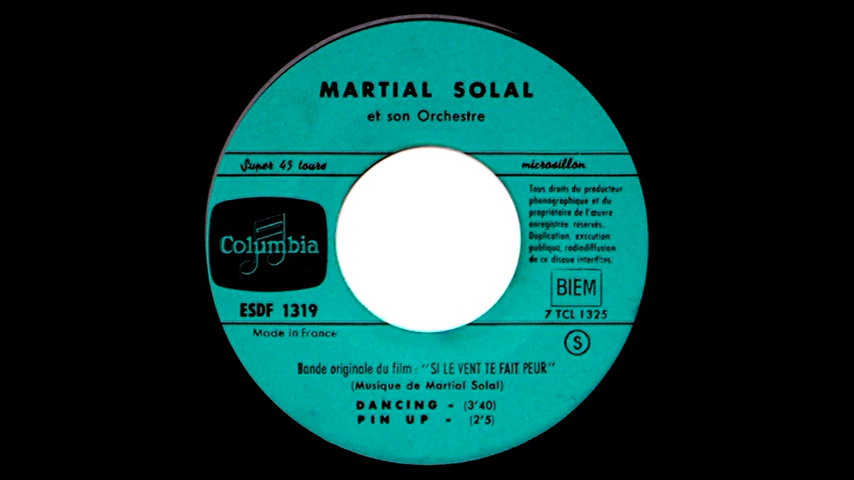 MARTIAL SOLAL
et son Orchestre
Super 45 tours
microsillon
Tous droits du producteur
phonographique et du
propriétaire de l'œuvre
enregistrée réservés.
Duplication, exécution
publique, radiodiffusion
de ce disque interdites.
Columbia
BIEM
ESDF 1319
7 TCL 1325
Made in France
S
Bande originale du film : "SI LE VENT TE FAIT PEUR"
(Musique de Martial Solal)
DANCING - (3'40)
PIN UP - (2'5)